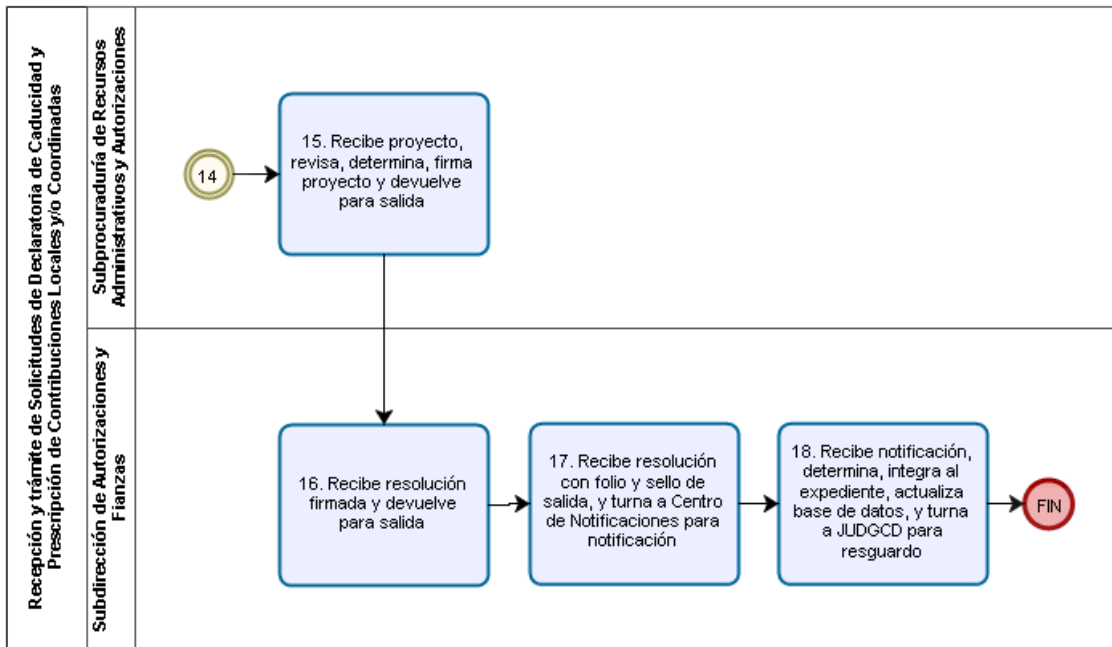 Recepción y trámite de Solicitudes de Declaratoria de Caducidad y
Prescripción de Contribuciones Locales y/o Coordinadas
Subprocuraduría de Recursos
Administrativos y Autorizaciones
14
15. Recibe proyecto,
revisa, determina, firma
proyecto y devuelve
para salida
Subdirección de Autorizaciones y
Fianzas
16. Recibe resolución
firmada y devuelve
para salida
17. Recibe resolución
con folio y sello de
salida, y turna a Centro
de Notificaciones para
notificación
18. Recibe notificación,
determina, integra al
expediente, actualiza
base de datos, y turna
a JUDGCD para
resguardo
FIN